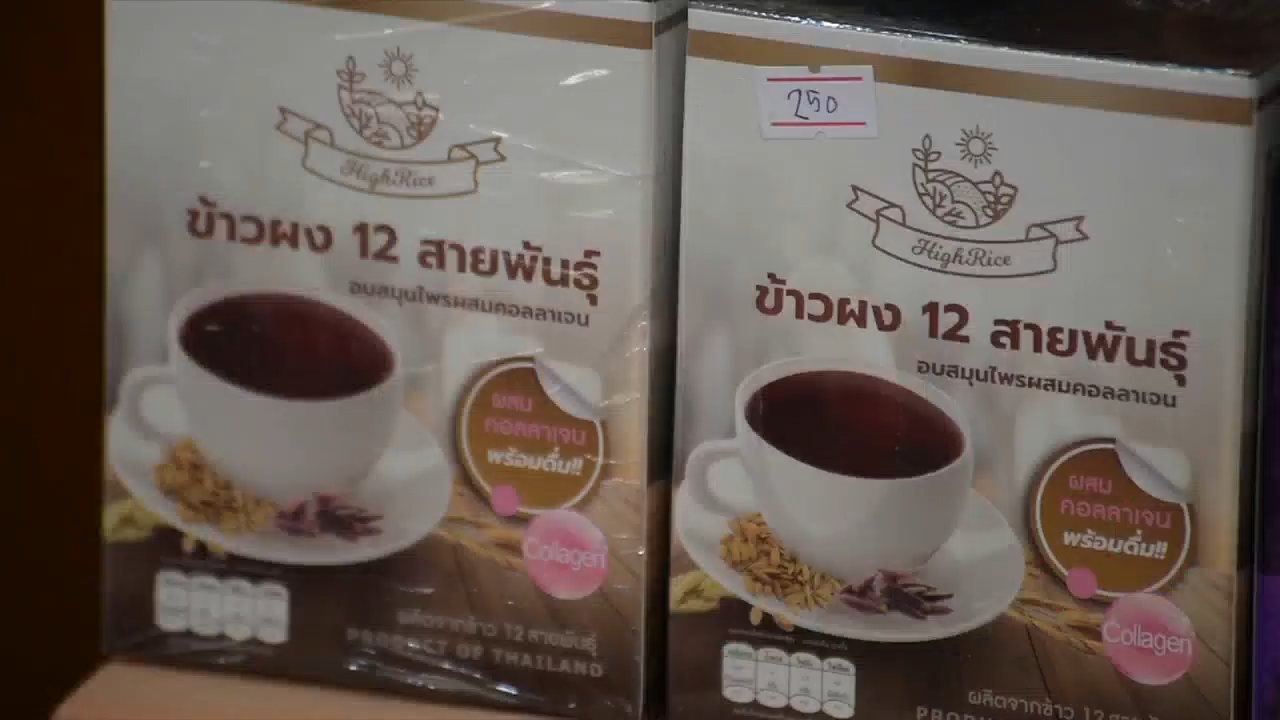 HighRice
ข้าวผง 12 สายพันธุ์
อบสมุนไพรผสมคอลลาเจน
ผสม
คอลลาเจน
พร้อมดื่ม!!
Collagen
ผลิตจากข้าว 12 สายพันธุ์
PRODUCT OF THAILAND
250
HighRice
ข้าวผง 12 สายพันธุ์
อบสมุนไพรผสมคอลลาเจน
ผสม
คอลลาเจน
พร้อมดื่ม!!
Collagen
ผลิตจากข้าว 12